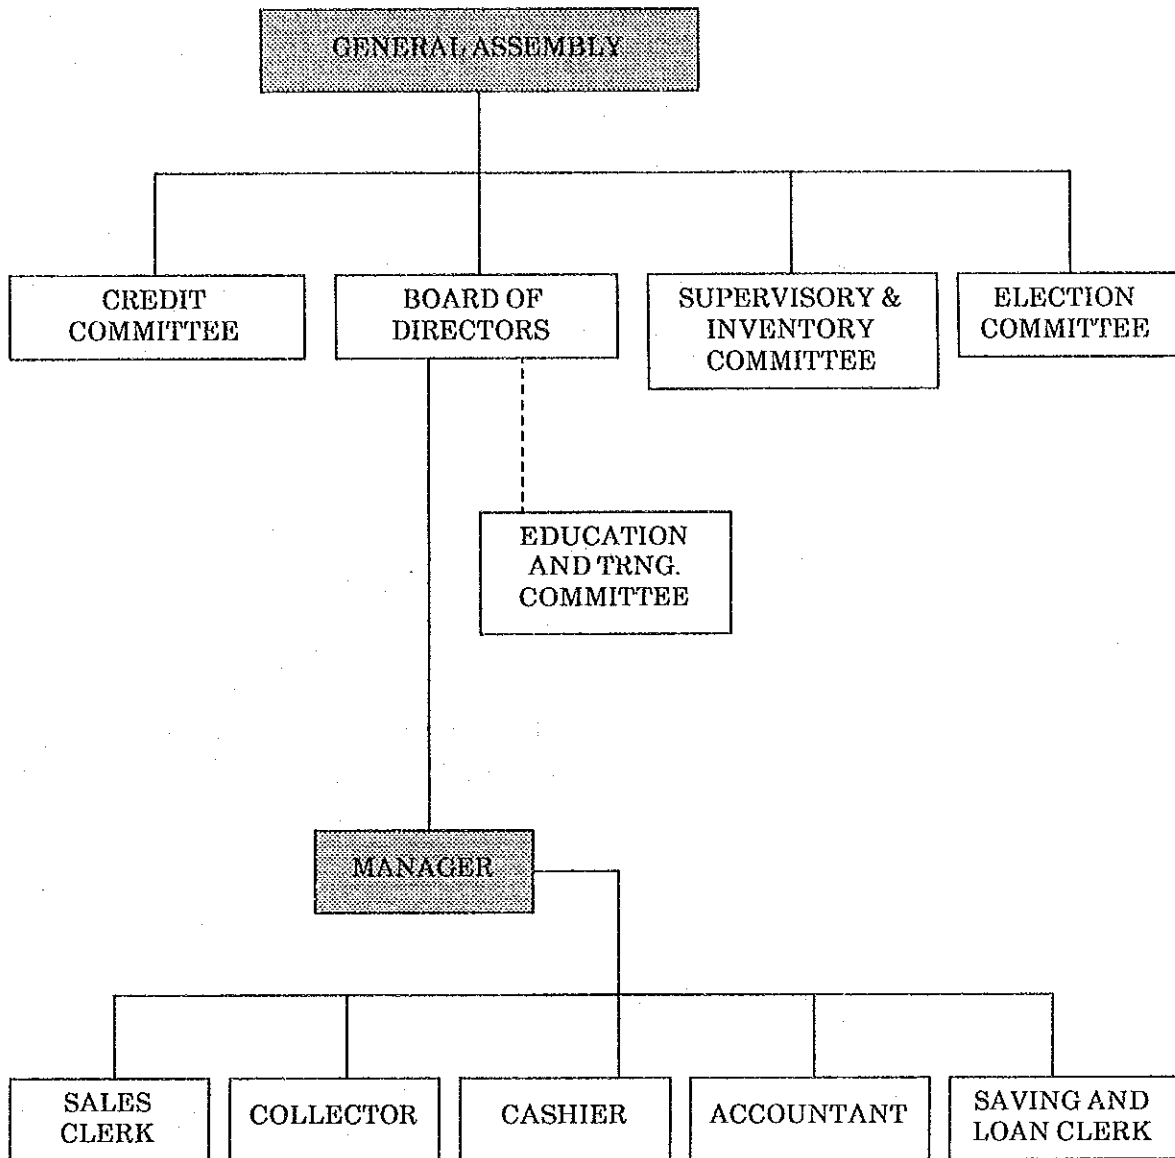 GENERAL ASSEMBLY
CREDIT
COMMITTEE
BOARD OF
DIRECTORS
SUPERVISORY &
INVENTORY
COMMITTEE
ELECTION
COMMITTEE
EDUCATION
AND TRNG.
COMMITTEE
MANAGER
SALES
CLERK
COLLECTOR
CASHIER
ACCOUNTANT
SAVING AND
LOAN CLERK